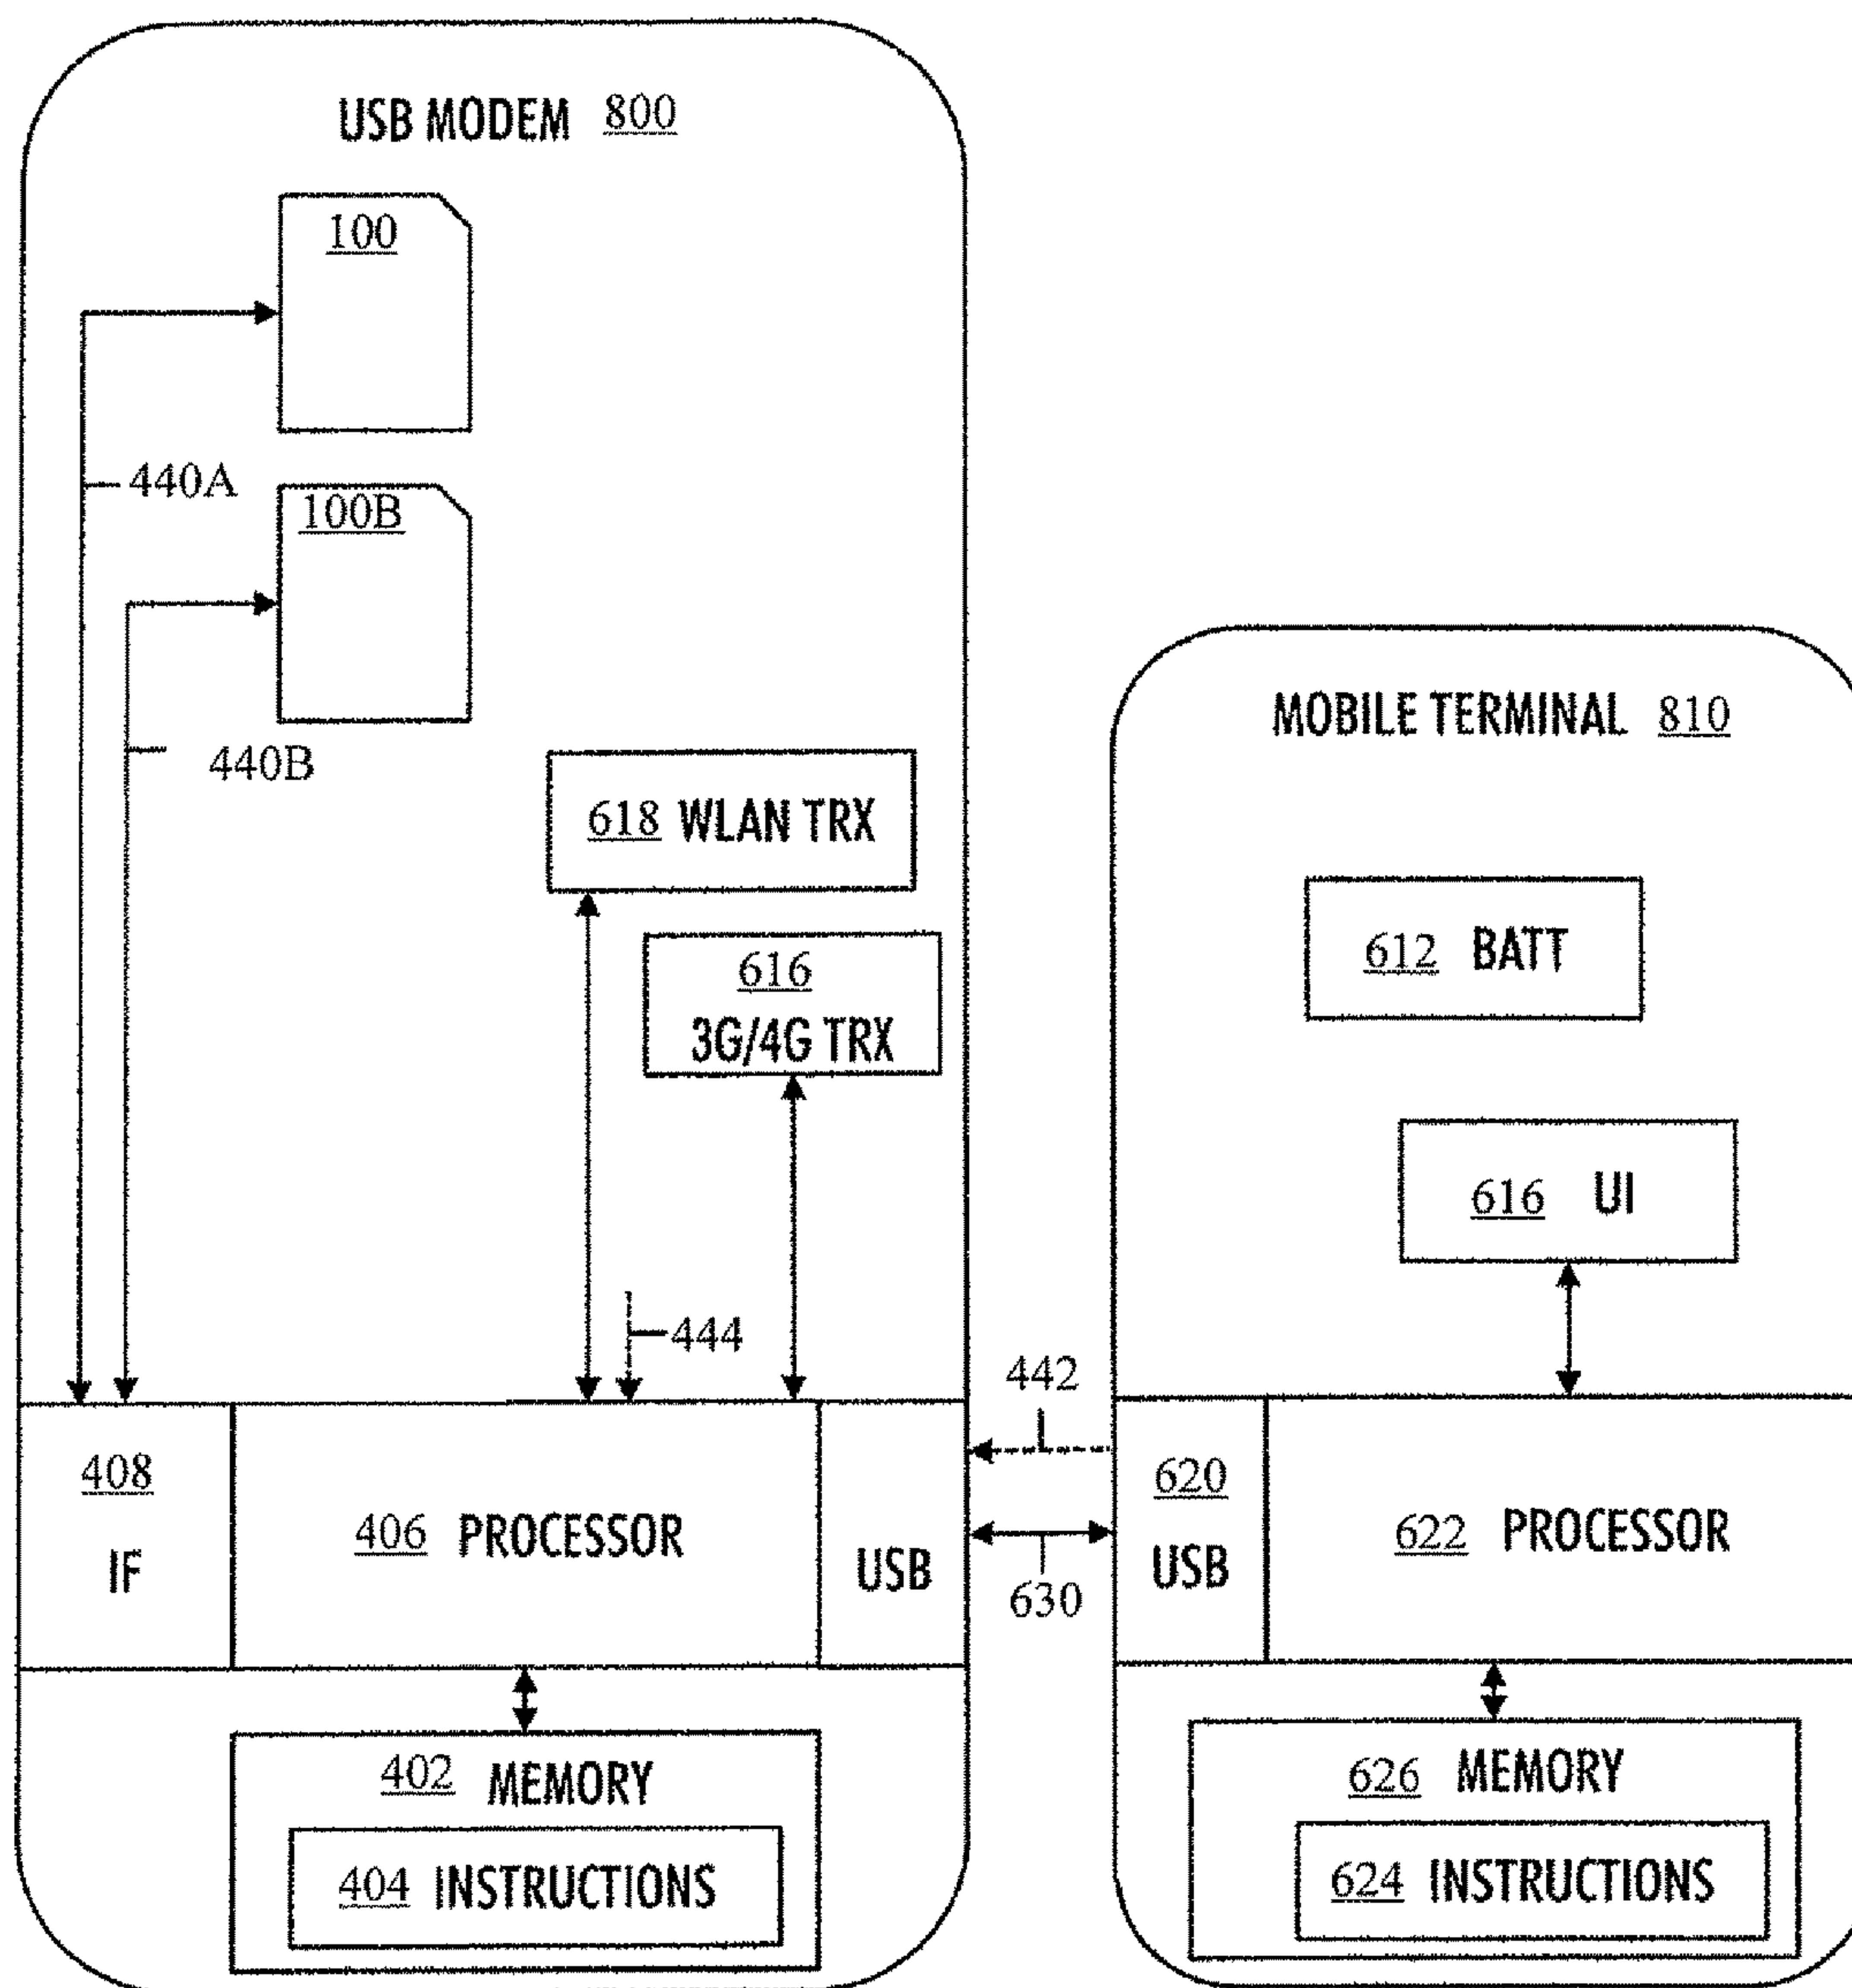 USB MODEM 800
100
440A
100B
440B
618 WLAN TRX
616
3G/4G TRX
444
408
IF
406 PROCESSOR
USB
402 MEMORY
404 INSTRUCTIONS
442
630
MOBILE TERMINAL 810
612 BATT
616 UI
620
USB
622 PROCESSOR
626 MEMORY
624 INSTRUCTIONS